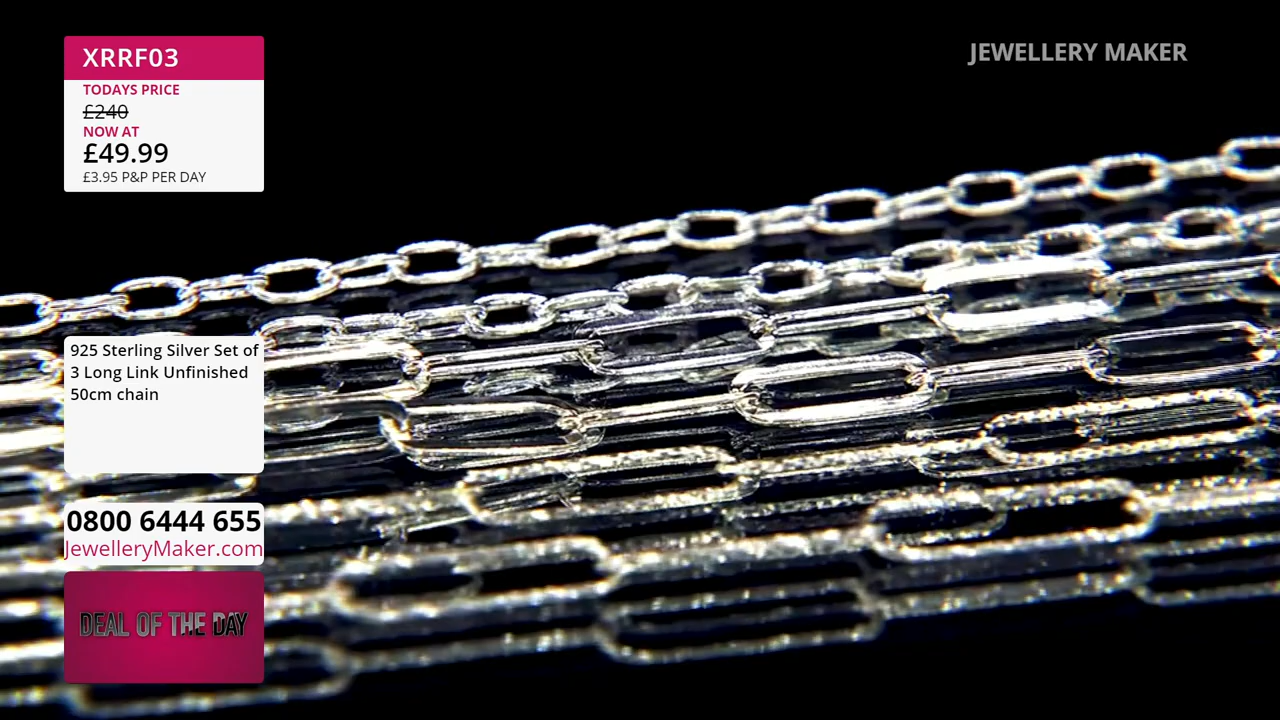 XRRF03
TODAYS PRICE
£240
NOW AT
£49.99
£3.95 P&P PER DAY
JEWELLERY MAKER
925 Sterling Silver Set of
3 Long Link Unfinished
50cm chain
0800 6444 655
JewelleryMaker.com
DEAL OF THE DAY